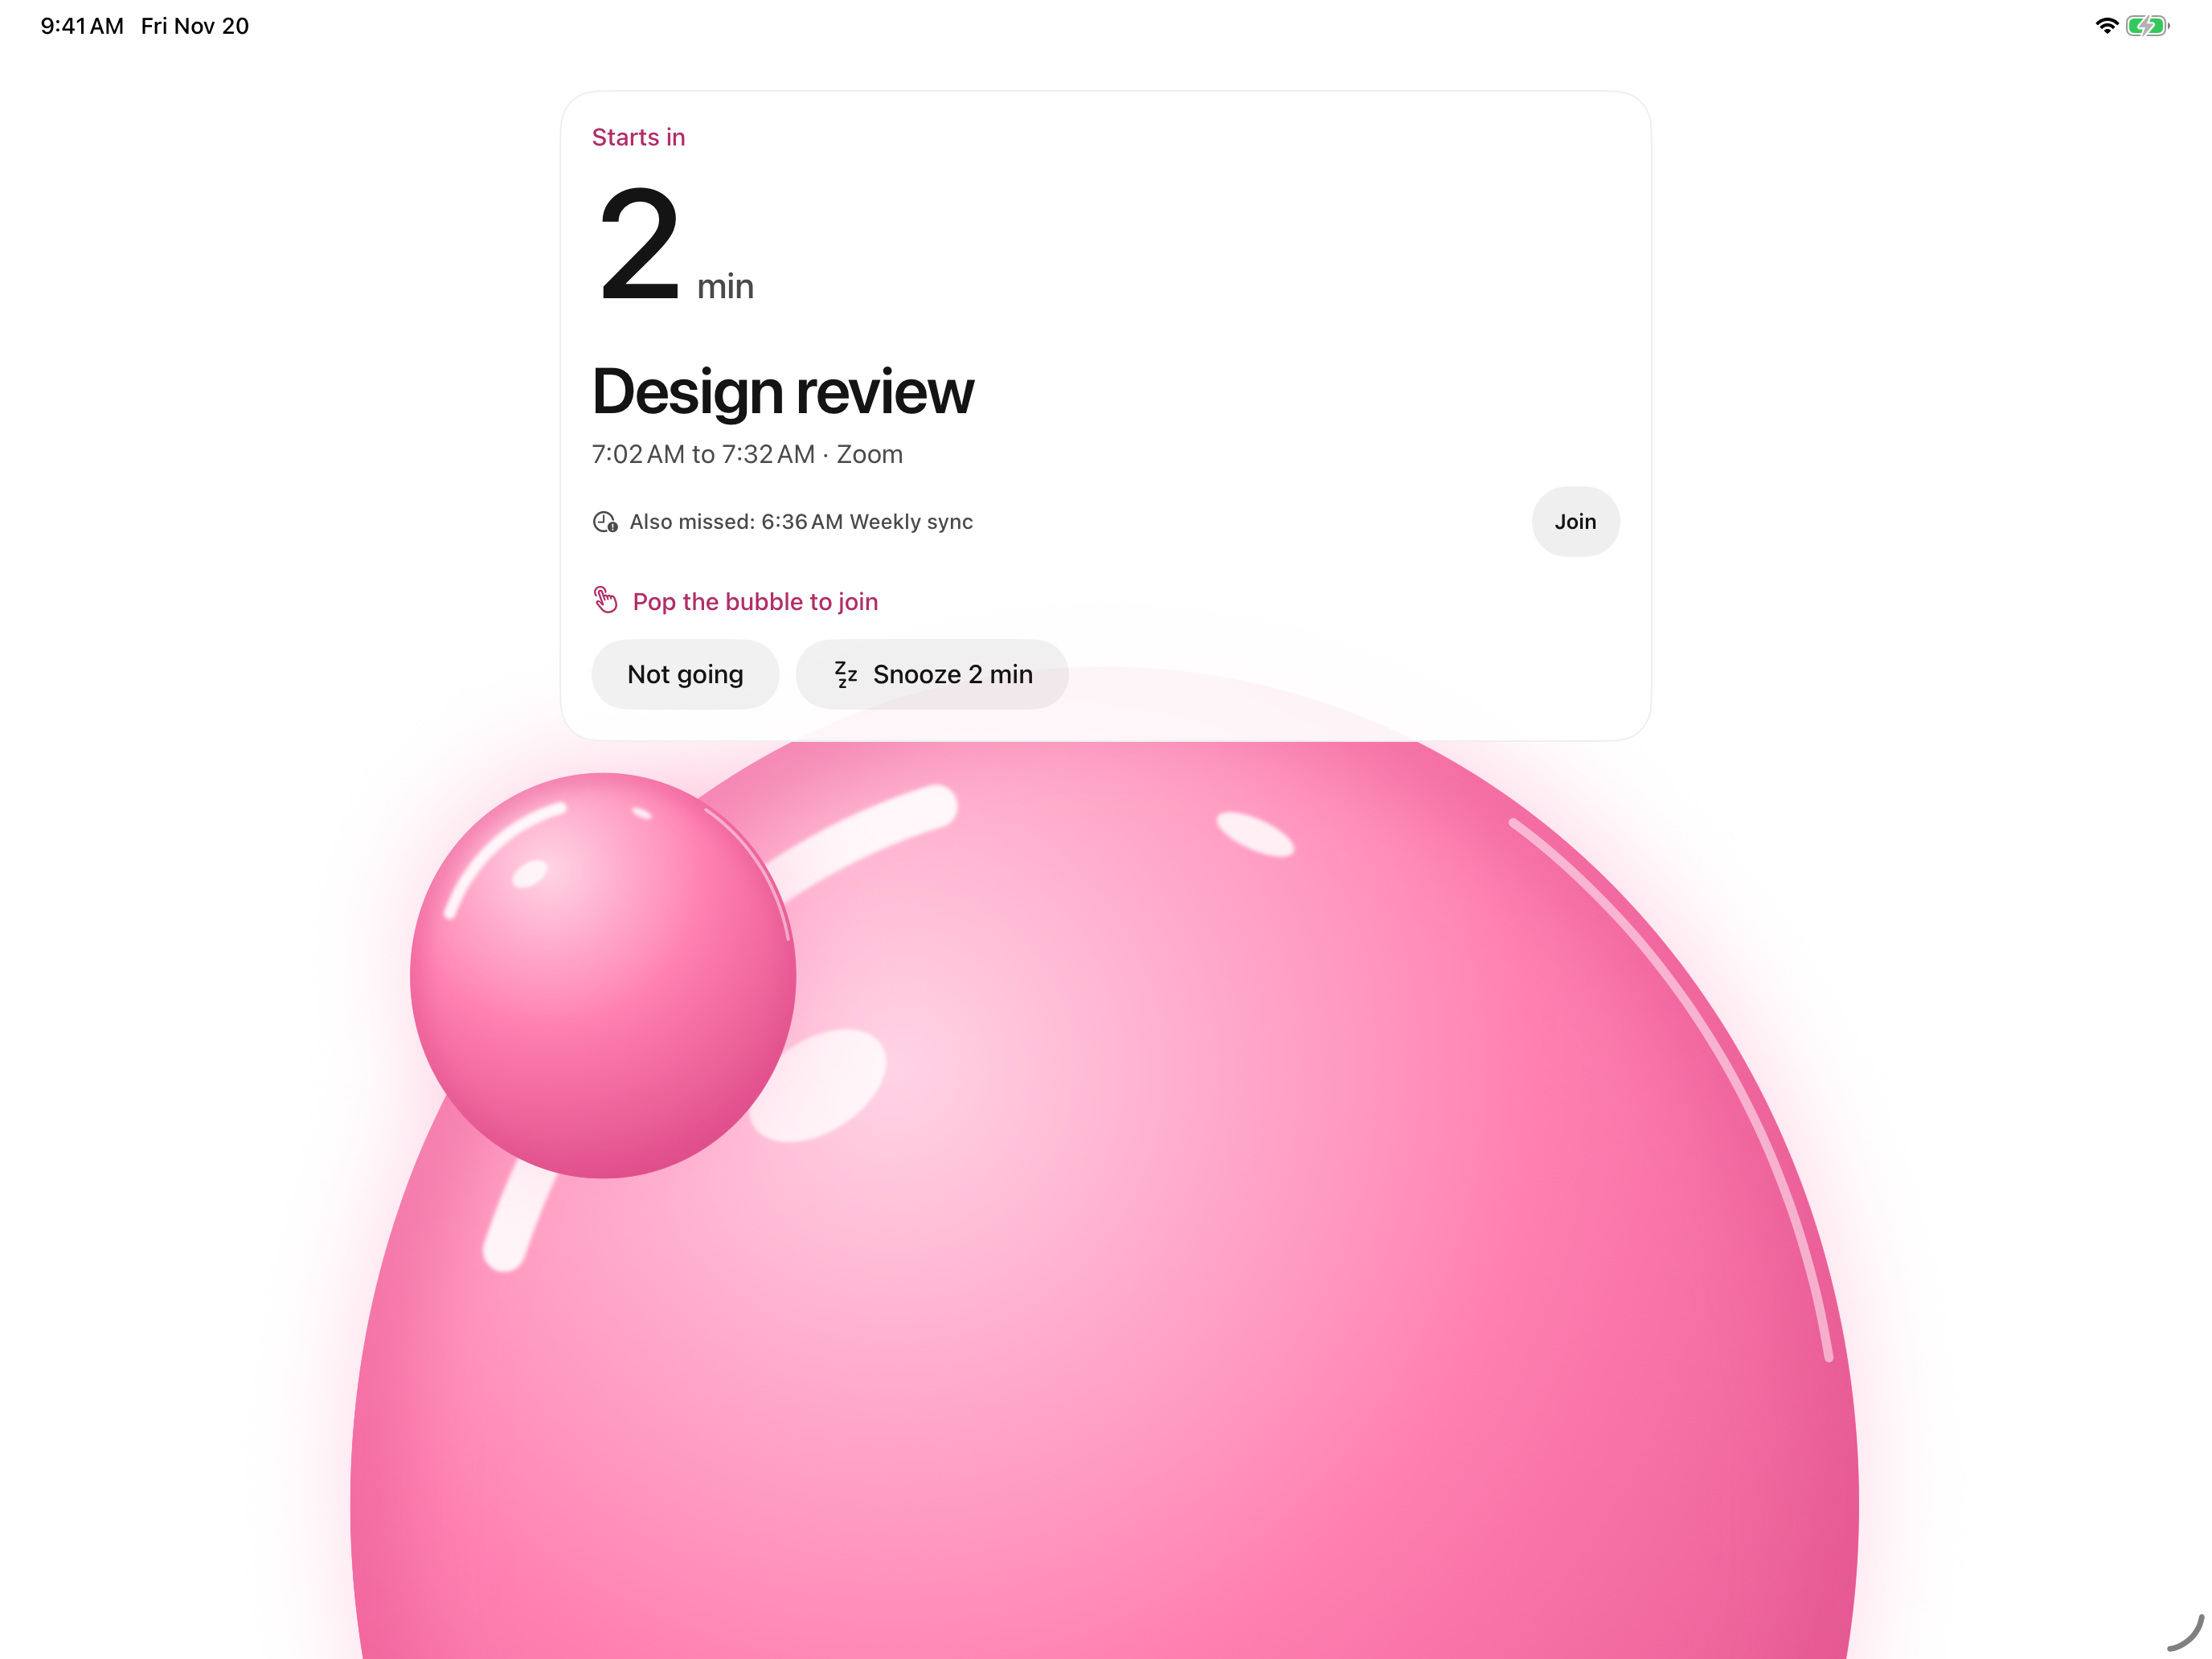 9:41 AM Fri Nov 20
Starts in
2 min
Design review
7:02 AM to 7:32 AM · Zoom
Also missed: 6:36 AM Weekly sync
Join
Pop the bubble to join
Not going
Snooze 2 min